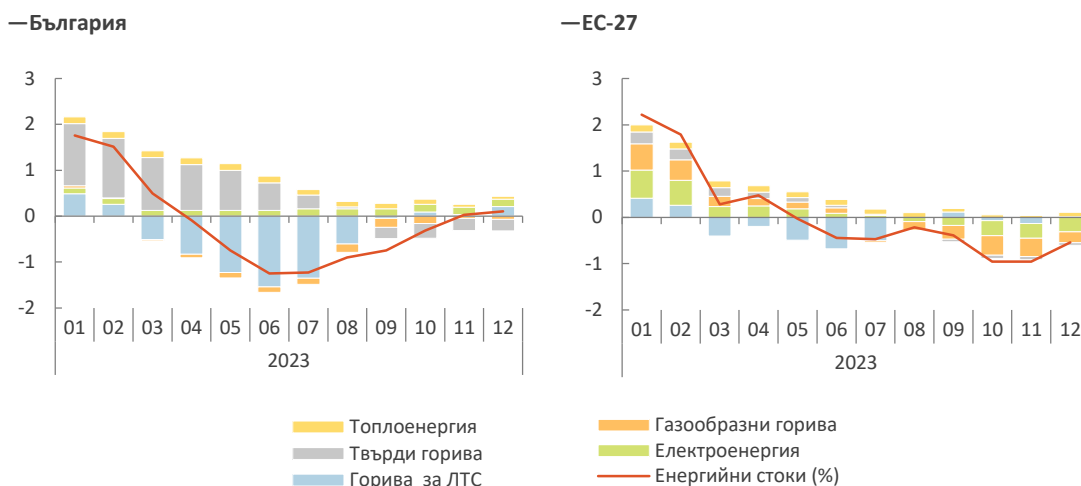 —България
3
2
1
0
-1
-2
01 02 03 04 05 06 07 08 09 10 11 12
2023
—ЕС-27
3
2
1
0
-1
-2
01 02 03 04 05 06 07 08 09 10 11 12
2023
Топлоенергия
Твърди горива
Горива за ЛТС
Газообразни горива
Електроенергия
Енергийни стоки (%)